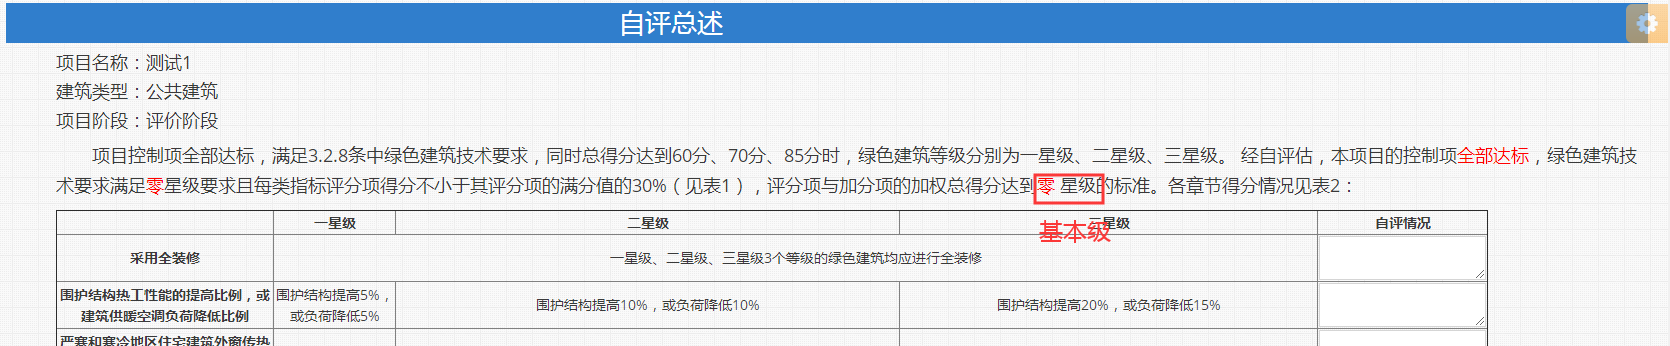 自评总述
项目名称：测试1
建筑类型：公共建筑
项目阶段：评价阶段
项目控制项全部达标，满足3.2.8条中绿色建筑技术要求，同时总得分达到60分、70分、85分时，绿色建筑等级分别为一星级、二星级、三星级。 经自评估，本项目的控制项全部达标，绿色建筑技
术要求满足零星级要求且每类指标评分项得分不小于其评分项的满分值的30%（见表1），评分项与加分项的加权总得分达到零 星级的标准。各章节得分情况见表2：
基本级
一星级 二星级 三星级 自评情况
采用全装修 一星级、二星级、三星级3个等级的绿色建筑均应进行全装修
围护结构热工性能的提高比例，或 围护结构提高5%， 围护结构提高10%，或负荷降低10% 围护结构提高20%，或负荷降低15%
建筑供暖空调负荷降低比例 或负荷降低5%
严寒和寒冷地区住宅建筑外窗传热